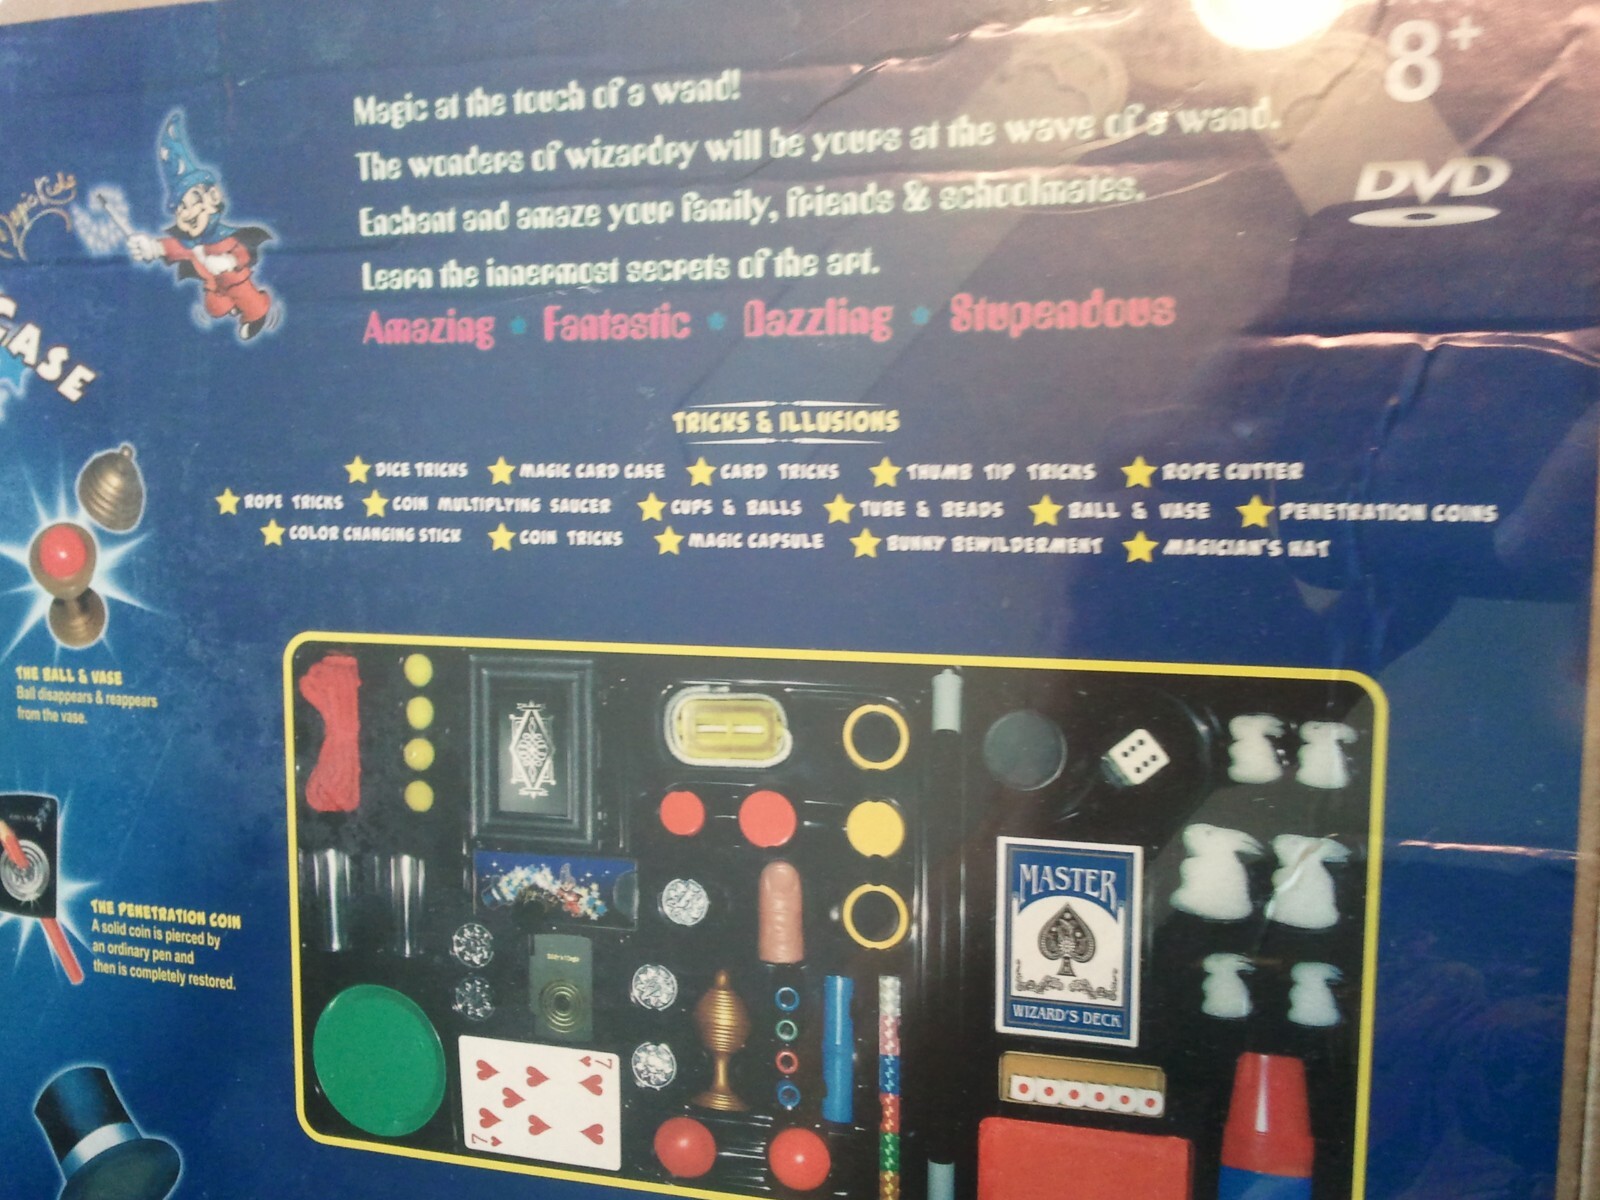 8+
DVD
Magic at the touch of a wand!
The wonders of wizardry will be yours at the wave of a wand.
Enchant and amaze your family, friends & schoolmates.
Learn the innermost secrets of the art.
Amazing * Fantastic * Dazzling * Stupendous
Magic Kids
CASE
TRICKS & ILLUSIONS
DICE TRICKS MAGIC CARD CASE CARD TRICKS THUMB TIP TRICKS ROPE CUTTER
ROPE TRICKS COIN MULTIPLYING SAUCER CUPS & BALLS TUBE & BEADS BALL & VASE PENETRATION COINS
COLOR CHANGING STICK COIN TRICKS MAGIC CAPSULE BUNNY BEWILDERMENT MAGICIAN'S HAT
THE BALL & VASE
Ball disappears & reappears
from the vase.
THE PENETRATION COIN
A solid coin is pierced by
an ordinary pen and
then is completely restored.
MASTER
WIZARD'S DECK
7
7